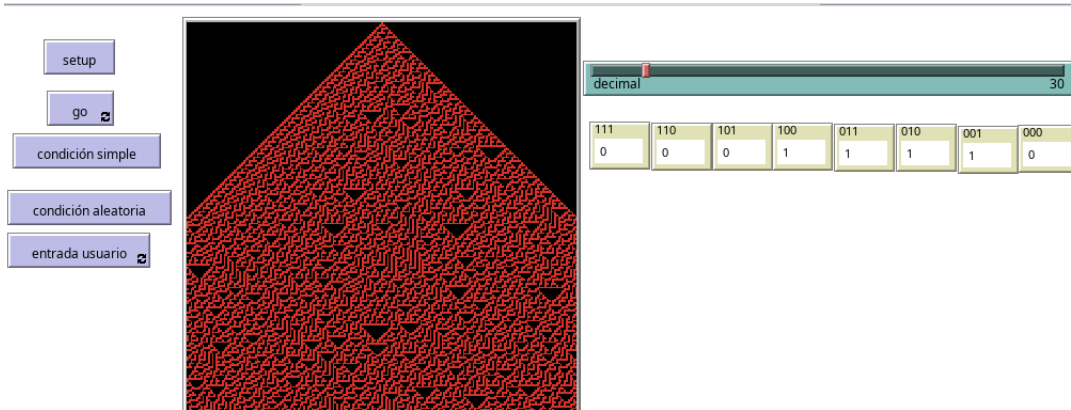 setup
go
condición simple
condición aleatoria
entrada usuario
decimal 30
111 110 101 100 011 010 001 000
0 0 0 1 1 1 1 0